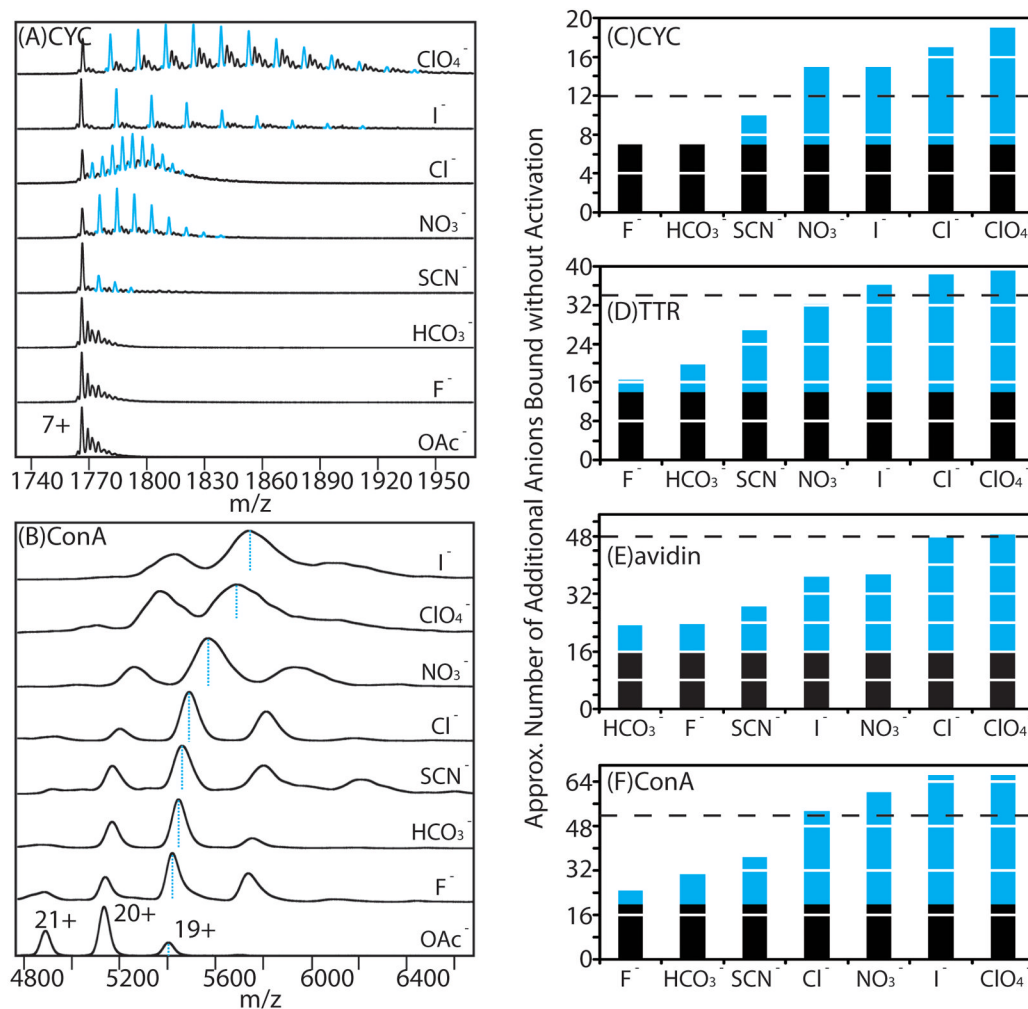 (A)CYC
ClO₄⁻
I⁻
Cl⁻
NO₃⁻
SCN⁻
HCO₃⁻
F⁻
7+
OAc⁻
1740 1770 1800 1830 1860 1890 1920 1950
m/z
(B)ConA
I⁻
ClO₄⁻
NO₃⁻
Cl⁻
SCN⁻
HCO₃⁻
F⁻
21+ 20+ 19+
OAc⁻
4800 5200 5600 6000 6400
m/z
Approx. Number of Additional Anions Bound without Activation
(C)CYC
20
16
12
8
4
0
F⁻ HCO₃⁻ SCN⁻ NO₃⁻ I⁻ Cl⁻ ClO₄⁻
(D)TTR
40
32
24
16
8
0
F⁻ HCO₃⁻ SCN⁻ NO₃⁻ I⁻ Cl⁻ ClO₄⁻
(E)avidin
48
32
16
0
HCO₃⁻ F⁻ SCN⁻ I⁻ NO₃⁻ Cl⁻ ClO₄⁻
(F)ConA
64
48
32
16
0
F⁻ HCO₃⁻ SCN⁻ Cl⁻ NO₃⁻ I⁻ ClO₄⁻